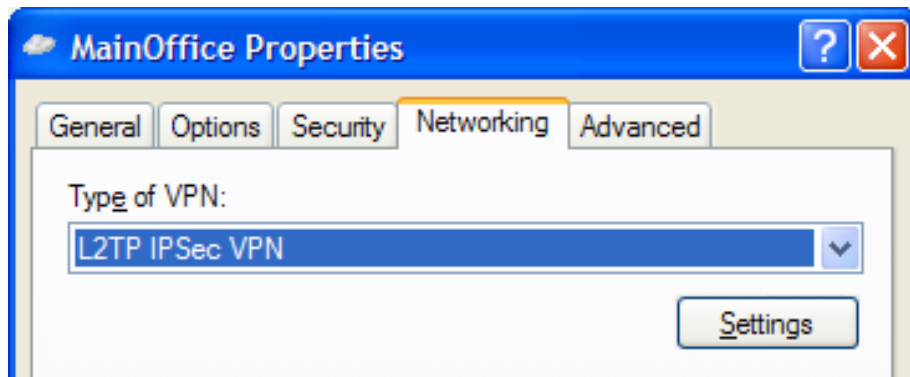 MainOffice Properties
General Options Security Networking Advanced
Type of VPN:
L2TP IPSec VPN
Settings